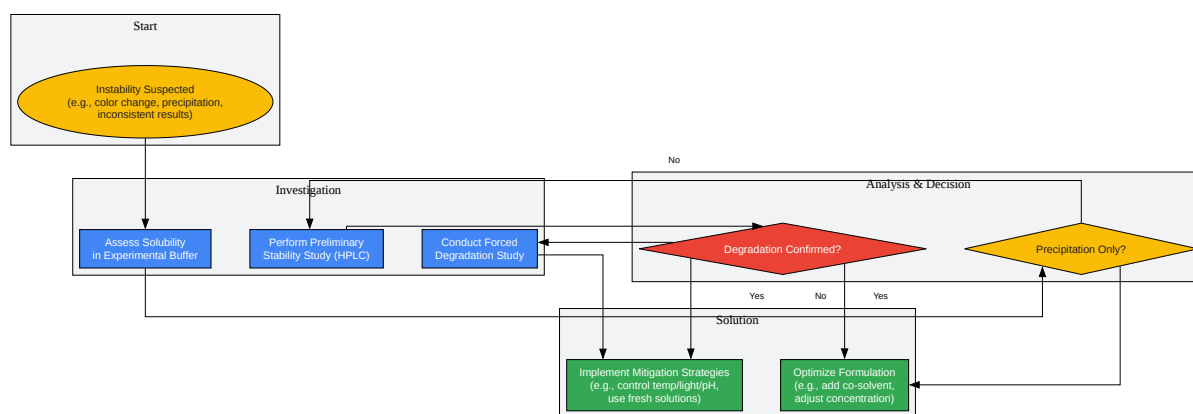 Start
Instability Suspected
(e.g., color change, precipitation,
inconsistent results)
No
Investigation
Analysis & Decision
Assess Solubility
in Experimental Buffer
Perform Preliminary
Stability Study (HPLC)
Conduct Forced
Degradation Study
Degradation Confirmed?
Precipitation Only?
Yes
No
Yes
Solution
Implement Mitigation Strategies
(e.g., control temp/light/pH,
use fresh solutions)
Optimize Formulation
(e.g., add co-solvent,
adjust concentration)